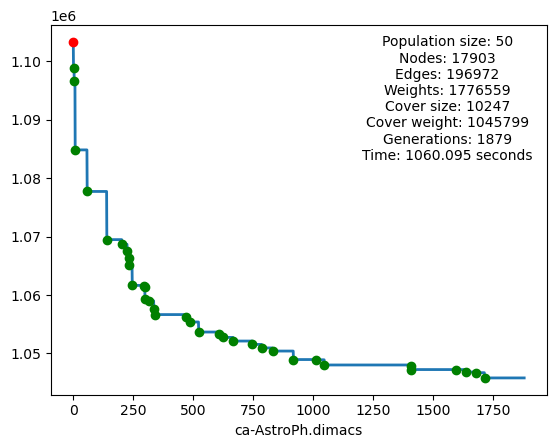 1e6
Population size: 50
Nodes: 17903
Edges: 196972
Weights: 1776559
Cover size: 10247
Cover weight: 1045799
Generations: 1879
Time: 1060.095 seconds
1.10
1.09
1.08
1.07
1.06
1.05
0 250 500 750 1000 1250 1500 1750
ca-AstroPh.dimacs